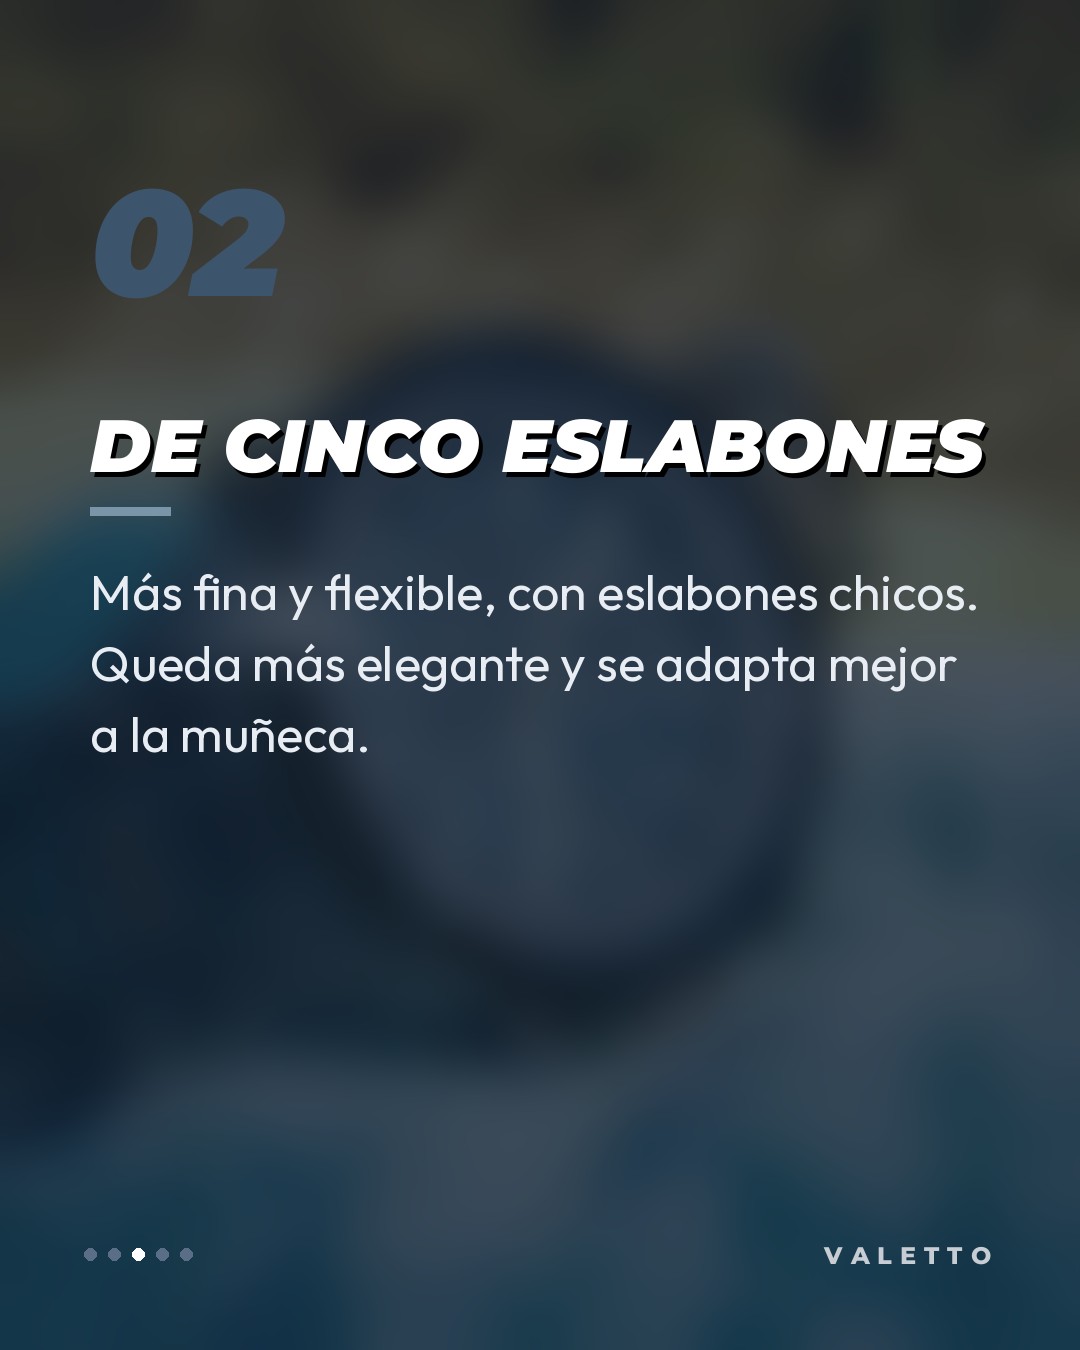 02
DE CINCO ESLABONES
Más fina y flexible, con eslabones chicos.
Queda más elegante y se adapta mejor
a la muñeca.
VALETTO